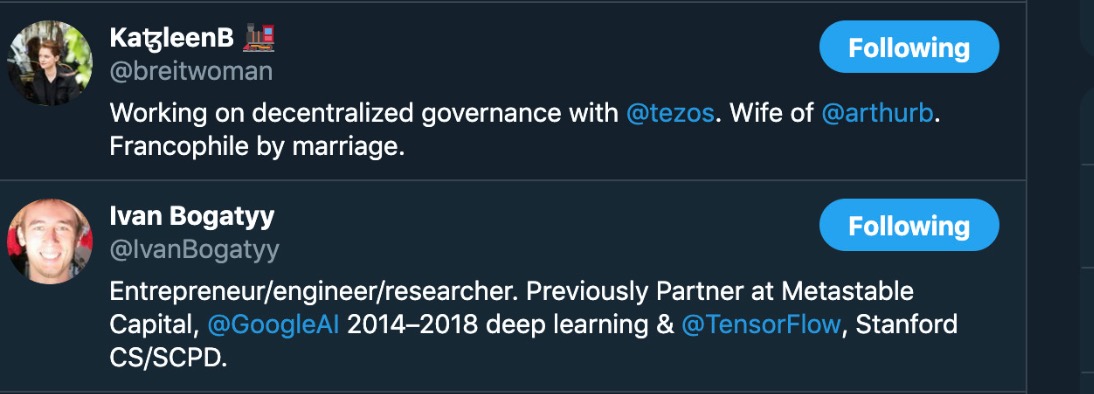 KaꜩleenB 🚂
Following
@breitwoman
Working on decentralized governance with @tezos. Wife of @arthurb.
Francophile by marriage.
Ivan Bogatyy
Following
@IvanBogatyy
Entrepreneur/engineer/researcher. Previously Partner at Metastable
Capital, @GoogleAI 2014–2018 deep learning & @TensorFlow, Stanford
CS/SCPD.